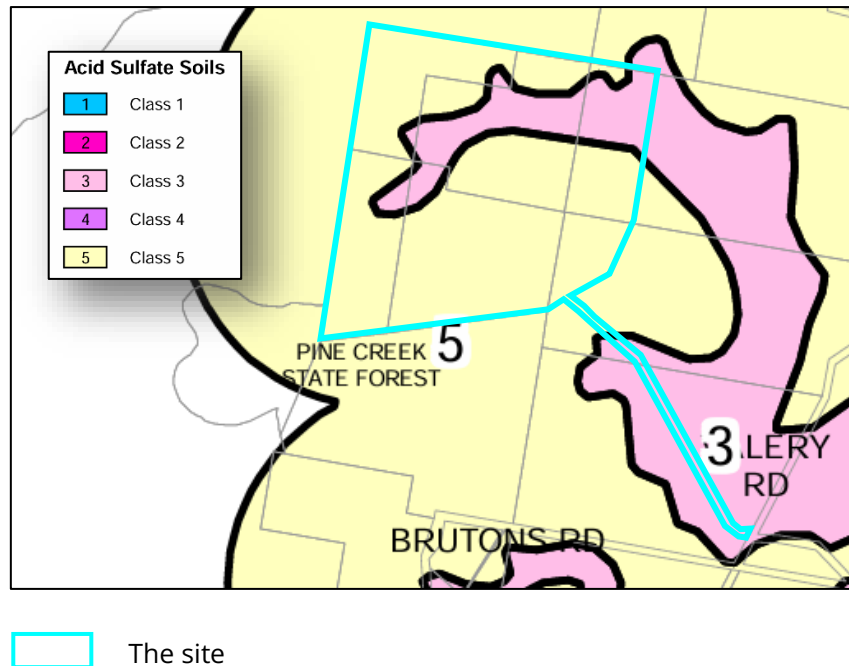 Acid Sulfate Soils
1 Class 1
2 Class 2
3 Class 3
4 Class 4
5 Class 5
PINE CREEK
STATE FOREST
5
3
LERY
RD
BRUTONS RD
The site